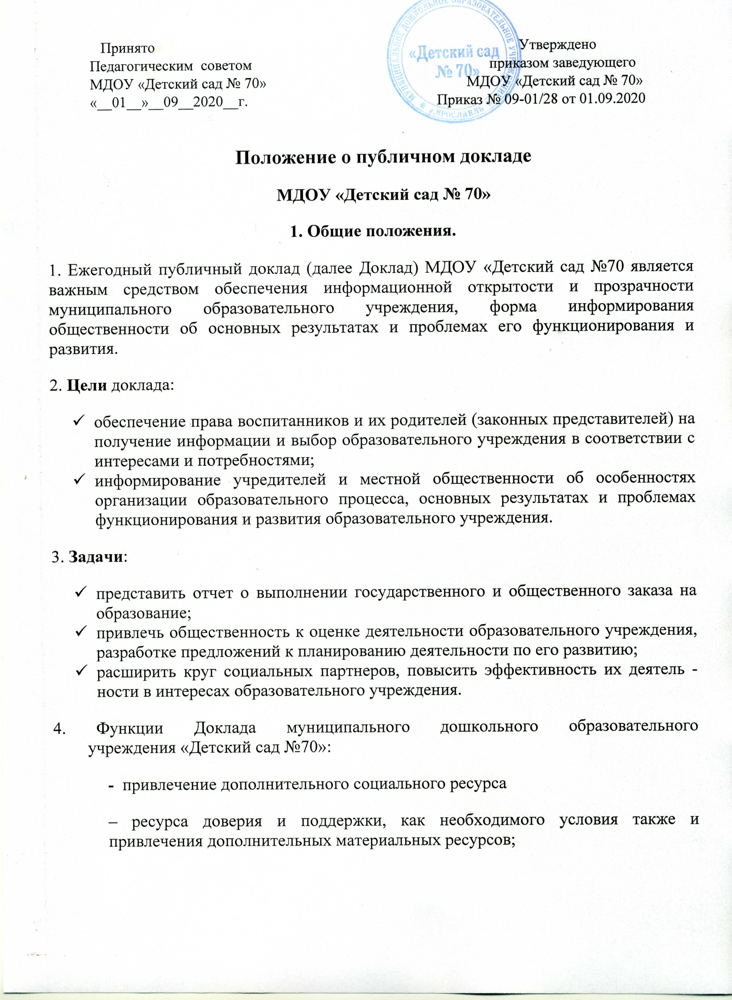 Принято
Педагогическим советом
МДОУ «Детский сад № 70»
«__01__»__09__2020__г.
МУНИЦИПАЛЬНОЕ ДОШКОЛЬНОЕ ОБРАЗОВАТЕЛЬНОЕ УЧРЕЖДЕНИЕ
* г.ЯРОСЛАВЛЬ *
«Детский сад
№ 70»
Утверждено
приказом заведующего
МДОУ «Детский сад № 70»
Приказ № 09-01/28 от 01.09.2020
Положение о публичном докладе
МДОУ «Детский сад № 70»
1. Общие положения.
1. Ежегодный публичный доклад (далее Доклад) МДОУ «Детский сад №70 является
важным средством обеспечения информационной открытости и прозрачности
муниципального образовательного учреждения, форма информирования
общественности об основных результатах и проблемах его функционирования и
развития.
2. Цели доклада:
✓ обеспечение права воспитанников и их родителей (законных представителей) на
получение информации и выбор образовательного учреждения в соответствии с
интересами и потребностями;
✓ информирование учредителей и местной общественности об особенностях
организации образовательного процесса, основных результатах и проблемах
функционирования и развития образовательного учреждения.
3. Задачи:
✓ представить отчет о выполнении государственного и общественного заказа на
образование;
✓ привлечь общественность к оценке деятельности образовательного учреждения,
разработке предложений к планированию деятельности по его развитию;
✓ расширить круг социальных партнеров, повысить эффективность их деятель -
ности в интересах образовательного учреждения.
4. Функции Доклада муниципального дошкольного образовательного
учреждения «Детский сад №70»:
- привлечение дополнительного социального ресурса
– ресурса доверия и поддержки, как необходимого условия также и
привлечения дополнительных материальных ресурсов;